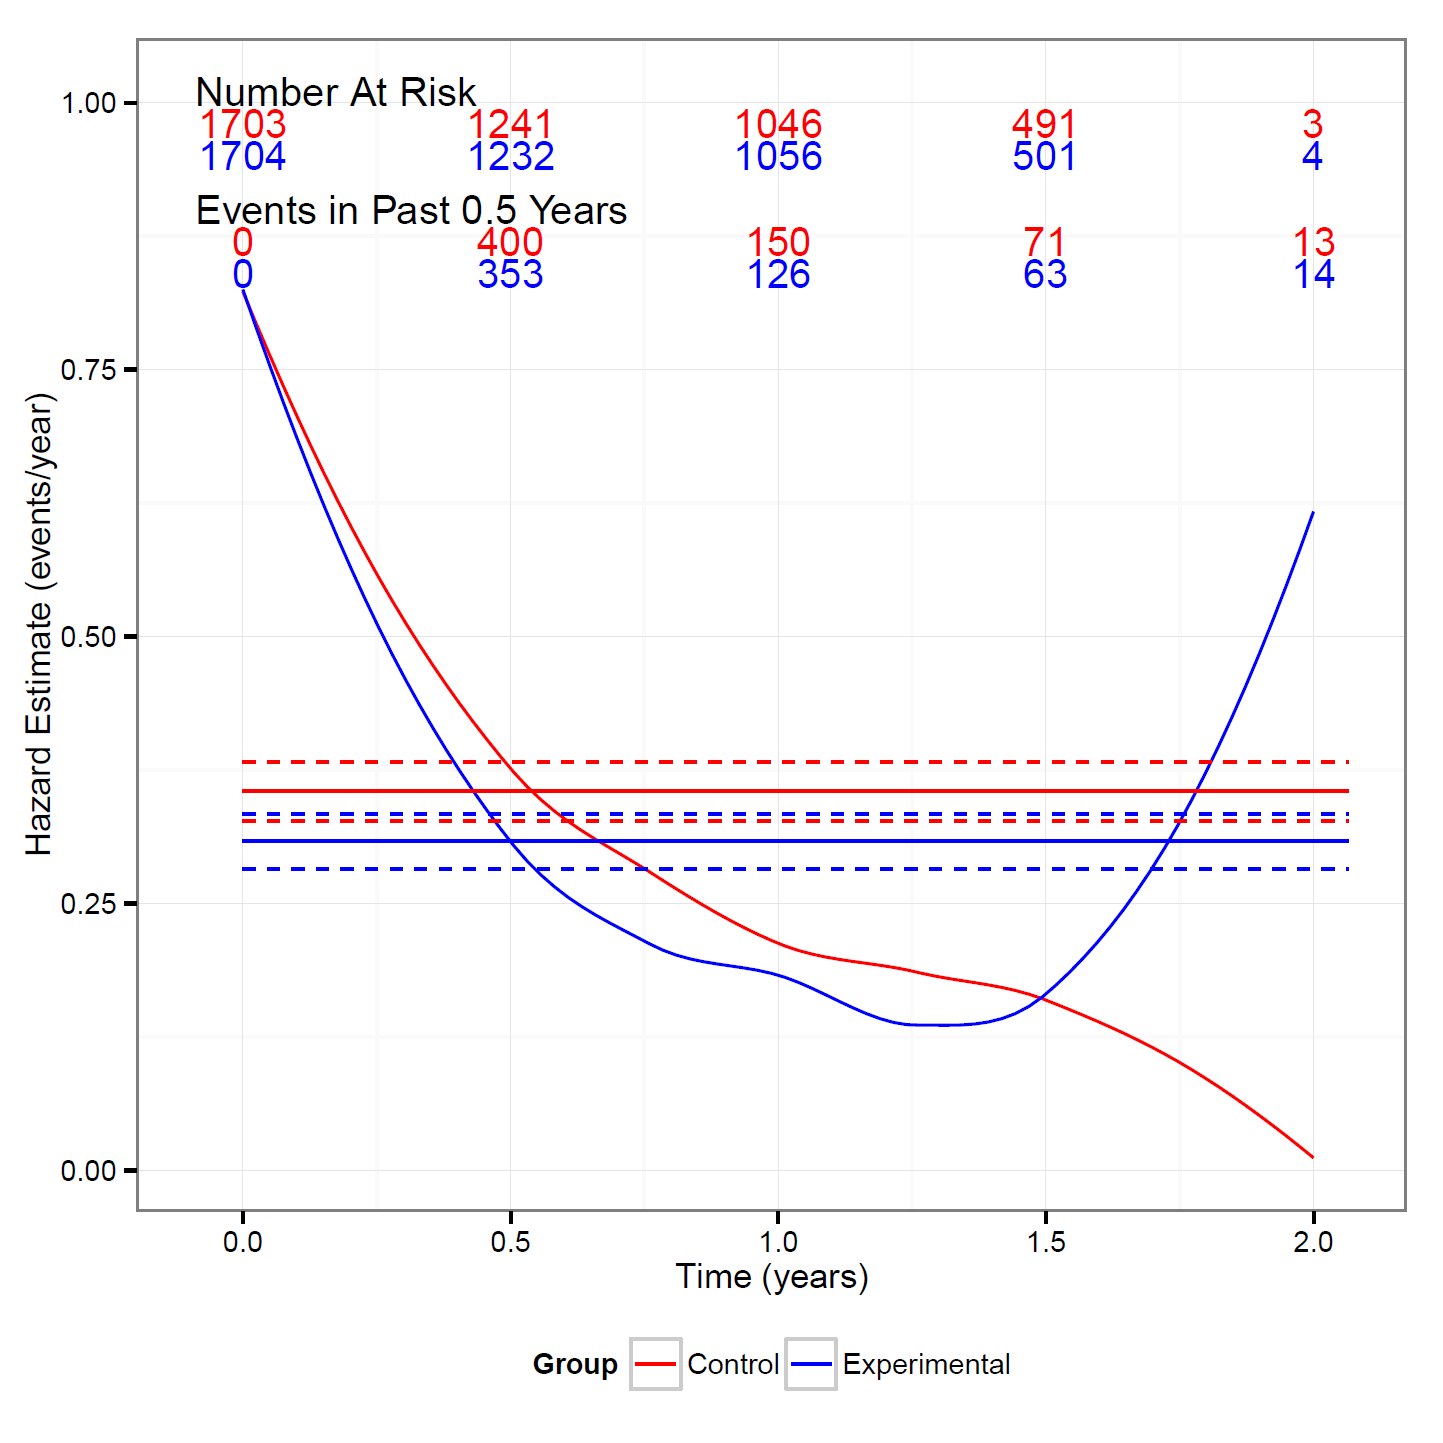 Number At Risk
1703 1241 1046 491 3
1704 1232 1056 501 4
Events in Past 0.5 Years
0 400 150 71 13
0 353 126 63 14
1.00
0.75
0.50
0.25
0.00
Hazard Estimate (events/year)
0.0 0.5 1.0 1.5 2.0
Time (years)
Group Control Experimental